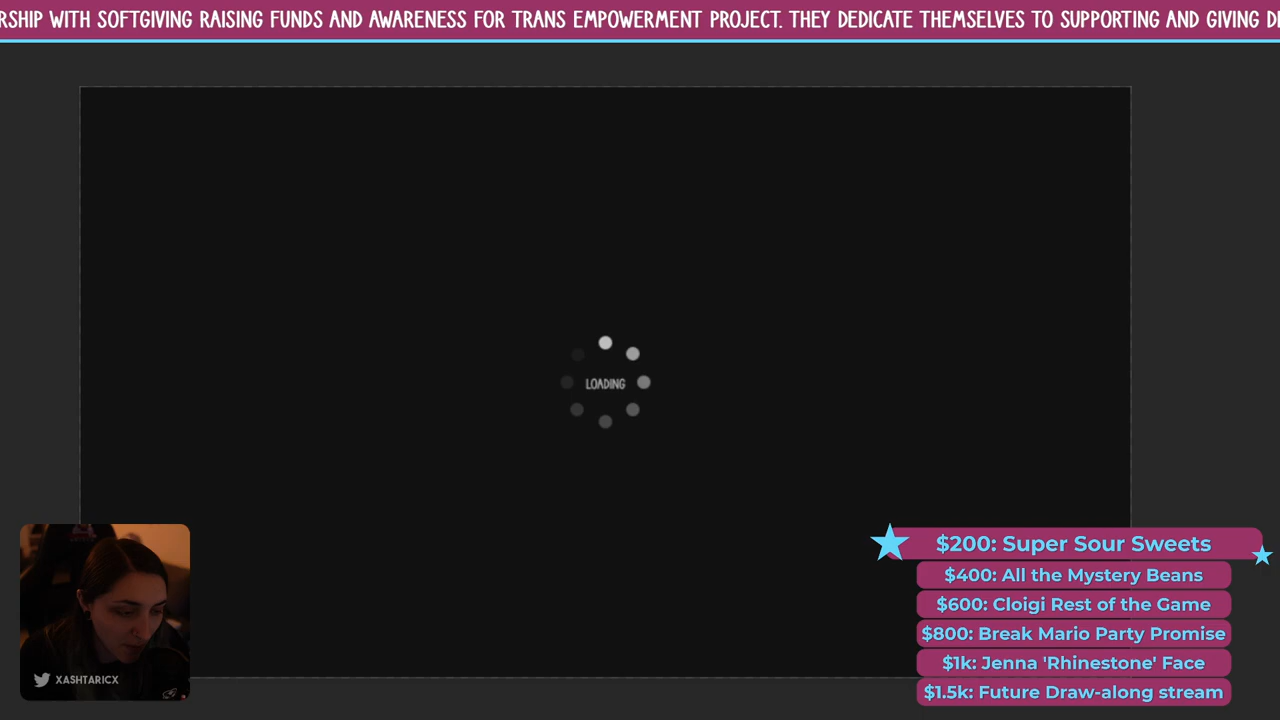 WITH SOFTGIVING RAISING FUNDS AND AWARENESS FOR TRANS EMPOWERMENT PROJECT. THEY DEDICATE THEMSELVES TO SUPPORTING AND GIVING
LOADING
$200: Super Sour Sweets
$400: All the Mystery Beans
$600: Cloigi Rest of the Game
$800: Break Mario Party Promise
$1k: Jenna 'Rhinestone' Face
$1.5k: Future Draw-along stream
XASHTARICX